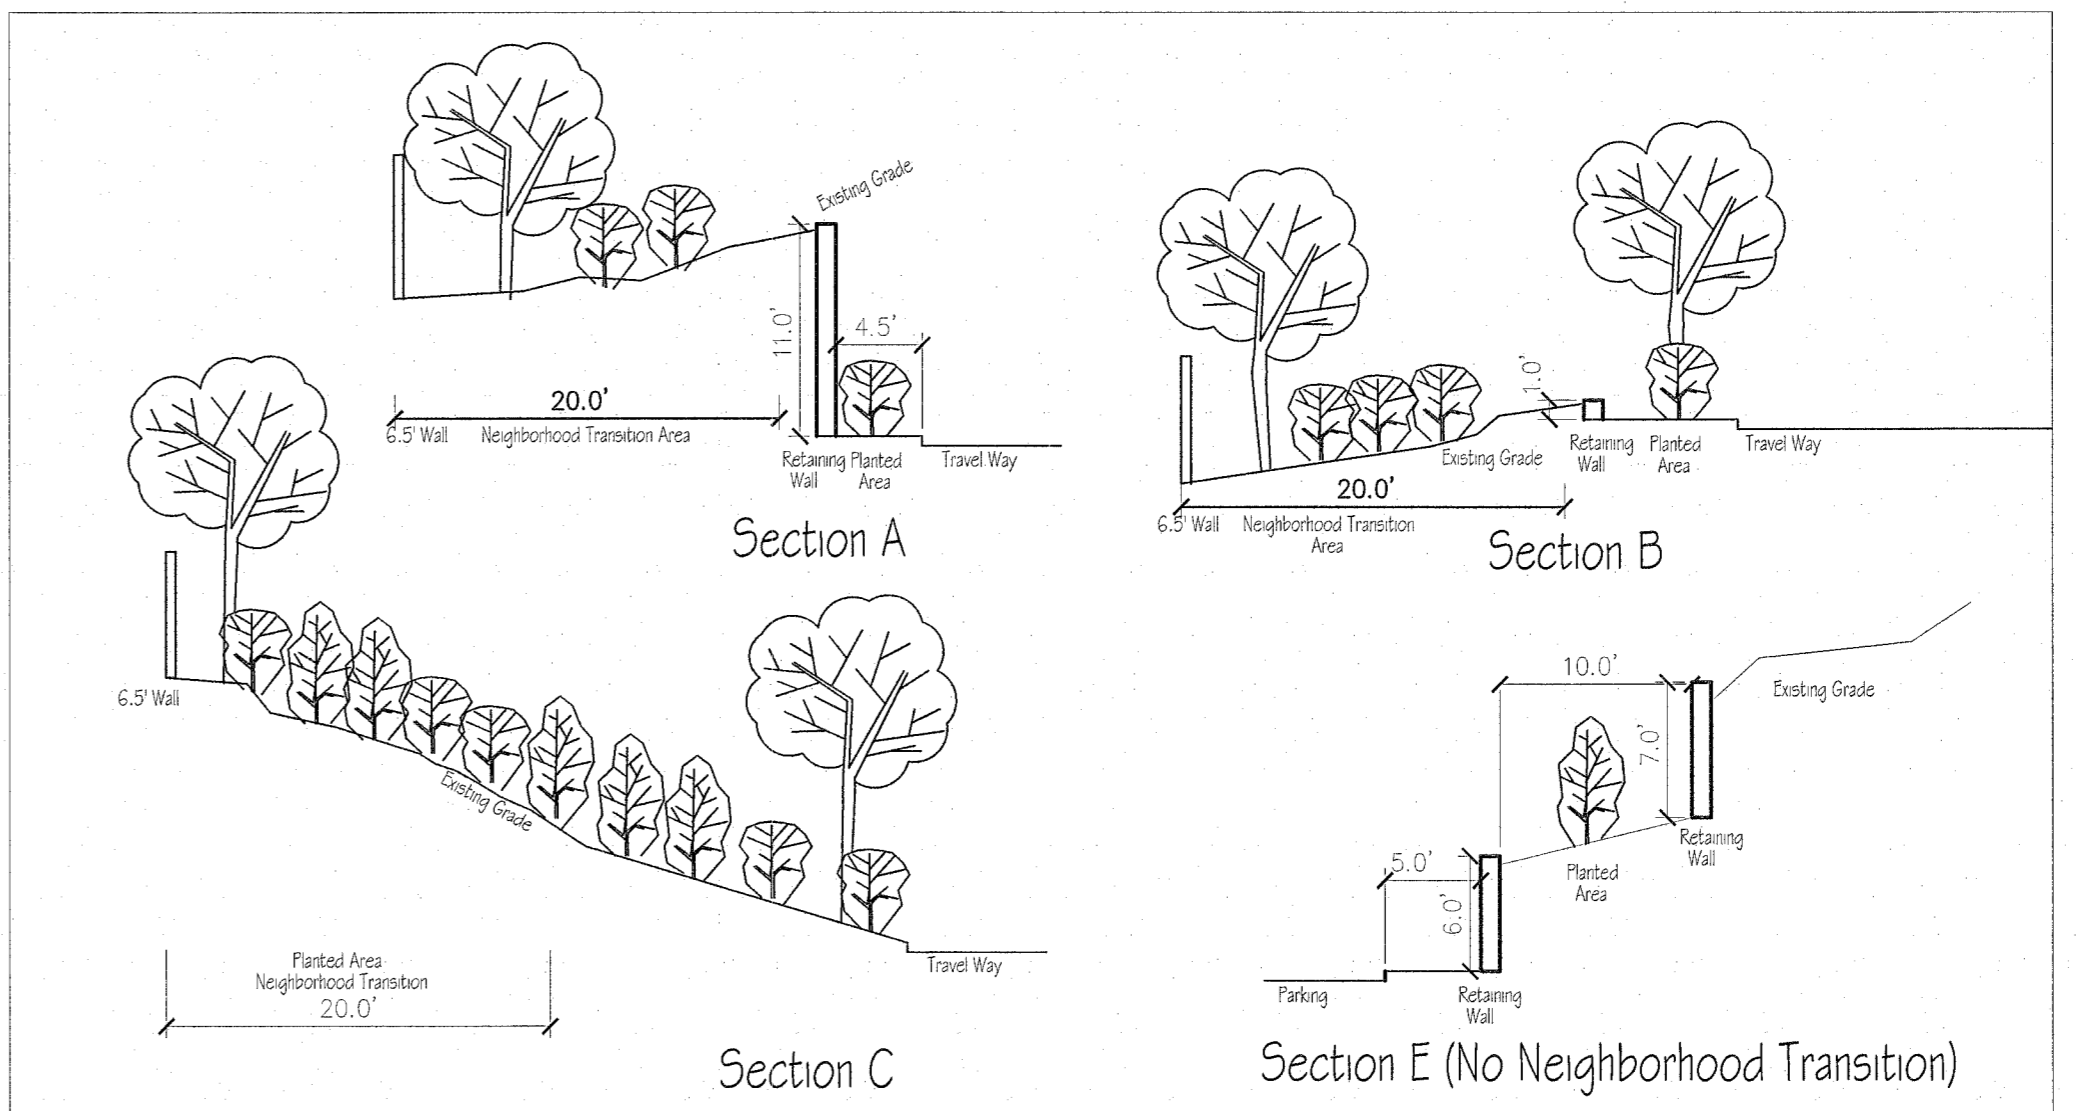 Existing Grade
11.0'
4.5'
20.0'
6.5' Wall
Neighborhood Transition Area
Retaining
Wall
Planted
Area
Travel Way
Section A
1.0'
Existing Grade
Retaining
Wall
Planted
Area
Travel Way
20.0'
6.5' Wall
Neighborhood Transition
Area
Section B
6.5' Wall
Existing Grade
Travel Way
Planted Area
Neighborhood Transition
20.0'
Section C
10.0'
Existing Grade
7.0'
Retaining
Wall
Planted
Area
5.0'
6.0'
Parking
Retaining
Wall
Section E (No Neighborhood Transition)